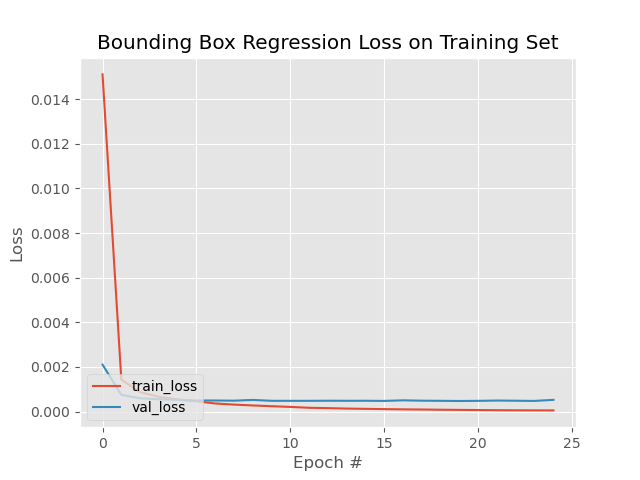 Bounding Box Regression Loss on Training Set
Loss
0.014
0.012
0.010
0.008
0.006
0.004
0.002
0.000
train_loss
val_loss
0 5 10 15 20 25
Epoch #